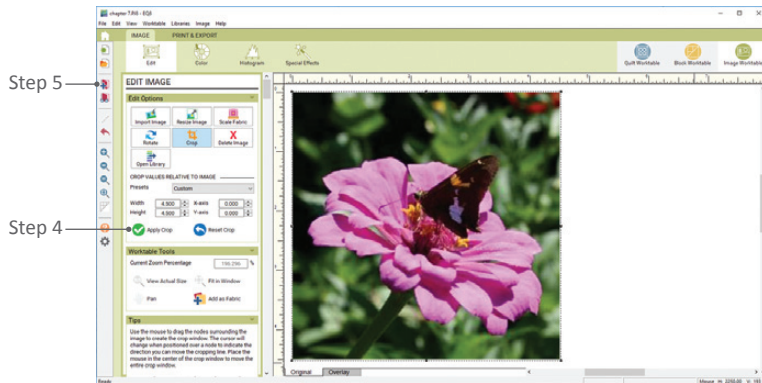 chapter 7.PJ8 - EQ8
File Edit View Worktable Libraries Image Help
IMAGE PRINT & EXPORT
Edit Color Histogram Special Effects Quilt Worktable Block Worktable Image Worktable
Step 5
EDIT IMAGE
Edit Options
Import Image Resize Image Scale Fabric
Rotate Crop Delete Image
Open Library
CROP VALUES RELATIVE TO IMAGE
Presets Custom
Width 4.500 X-axis 0.000
Height 4.500 Y-axis 0.000
Step 4
Apply Crop Reset Crop
Worktable Tools
Current Zoom Percentage 156.256 %
View Actual Size Fit in Window
Pan Add as Fabric
Tips
Use the mouse to drag the nodes surrounding the
image to create the crop window. The cursor will
change when positioned over a node to indicate the
direction you can move the cropping line. Place the
mouse in the center of the crop window to move the
entire crop window.
Original Overlay
Ready